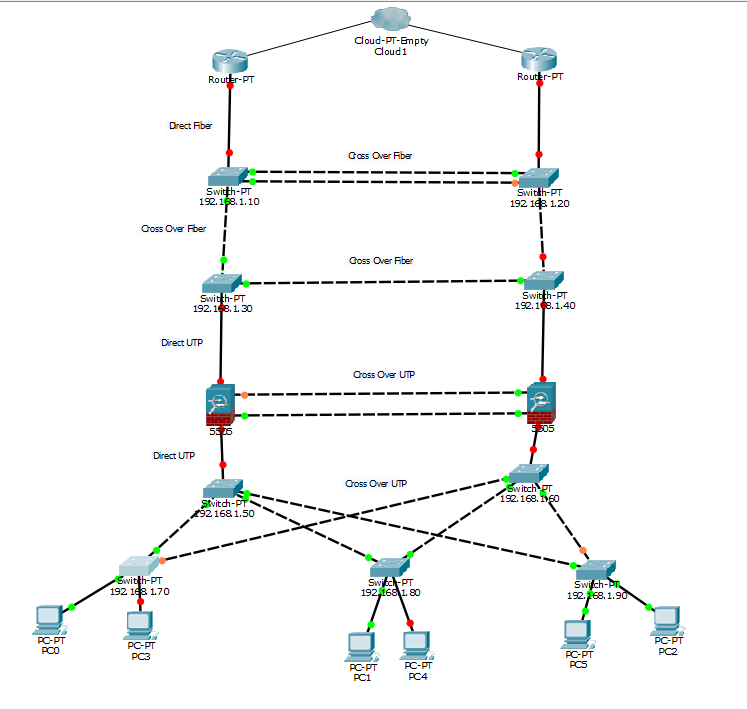 Cloud-PT-Empty
Cloud1
Router-PT
Router-PT
Direct Fiber
Cross Over Fiber
Switch-PT
192.168.1.10
Switch-PT
192.168.1.20
Cross Over Fiber
Cross Over Fiber
Switch-PT
192.168.1.30
Switch-PT
192.168.1.40
Direct UTP
Cross Over UTP
5505
5505
Direct UTP
Cross Over UTP
Switch-PT
192.168.1.50
Switch-PT
192.168.1.60
Switch-PT
192.168.1.70
Switch-PT
192.168.1.80
Switch-PT
192.168.1.90
PC-PT
PC0
PC-PT
PC3
PC-PT
PC1
PC-PT
PC4
PC-PT
PC5
PC-PT
PC2